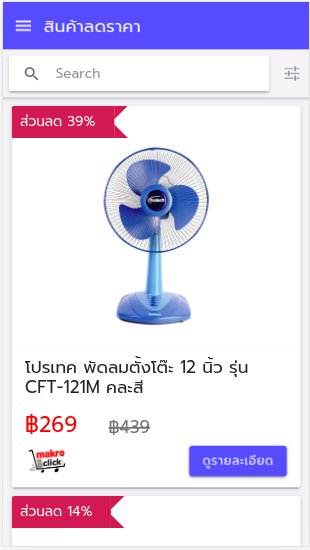 สินค้าลดราคา
Search
ส่วนลด 39%
โปรเทค พัดลมตั้งโต๊ะ 12 นิ้ว รุ่น
CFT-121M คละสี
฿269 ฿439
makro
click
ดูรายละเอียด
ส่วนลด 14%